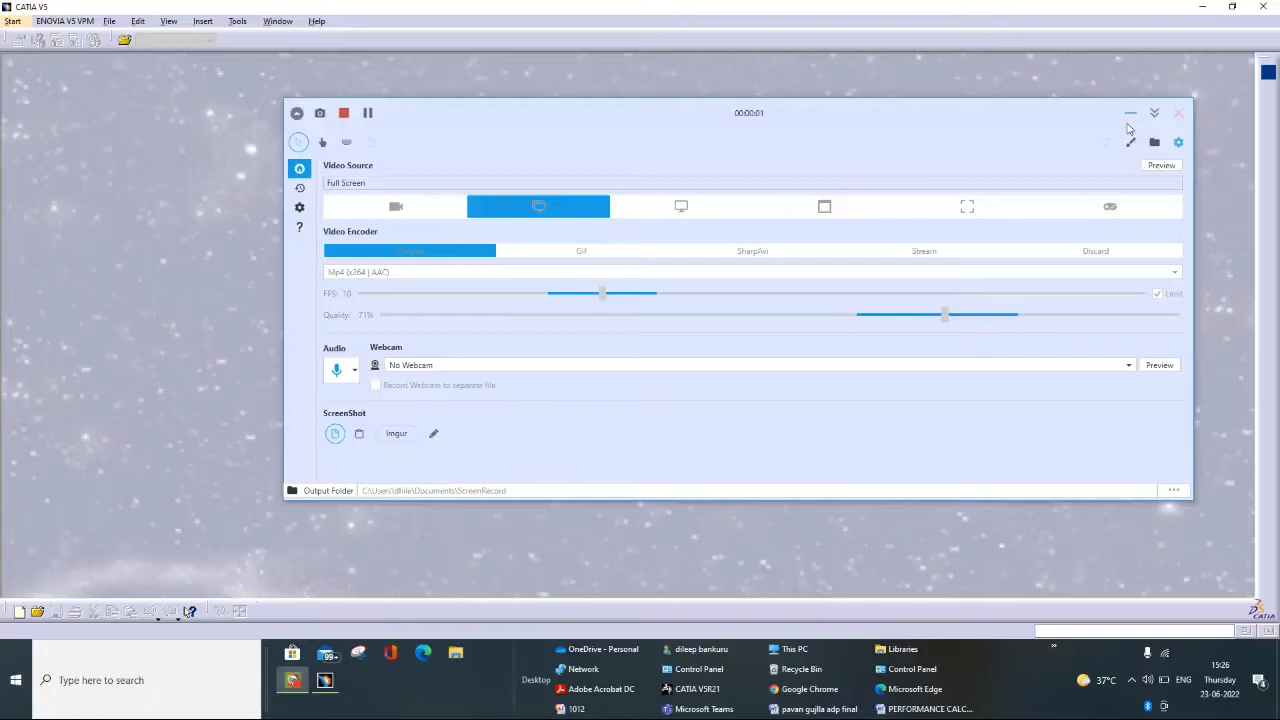 CATIA V5
Start ENOVIA V5 VPM File Edit View Insert Tools Window Help
00:00:01
Video Source
Preview
Full Screen
Video Encoder
Gif SharpAvi Stream Discard
Mp4 (x264 | AAC)
FPS: 10 Limit
Quality: 71%
Audio Webcam
No Webcam Preview
Record Webcam to separate file
ScreenShot
Imgur
Output Folder C:\Users\dhile\Documents\ScreenRecord ...
CATIA
99+
OneDrive - Personal dileep bankuru This PC Libraries
Network Control Panel Recycle Bin Control Panel
Type here to search
Desktop
Adobe Acrobat DC CATIA V5R21 Google Chrome Microsoft Edge
1012 Microsoft Teams pavan gujlla adp final PERFORMANCE CALC...
37°C ENG
15:26
Thursday
23-06-2022
4